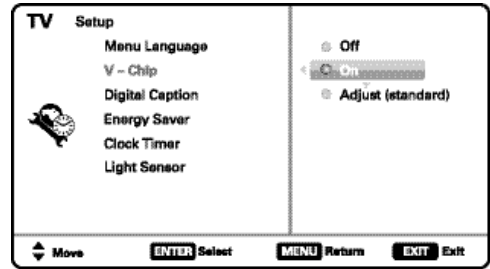 TV Setup
Menu Language
V - Chip
Digital Caption
Energy Saver
Clock Timer
Light Sensor
Off
On
Adjust (standard)
Move ENTER Select MENU Return EXIT Exit